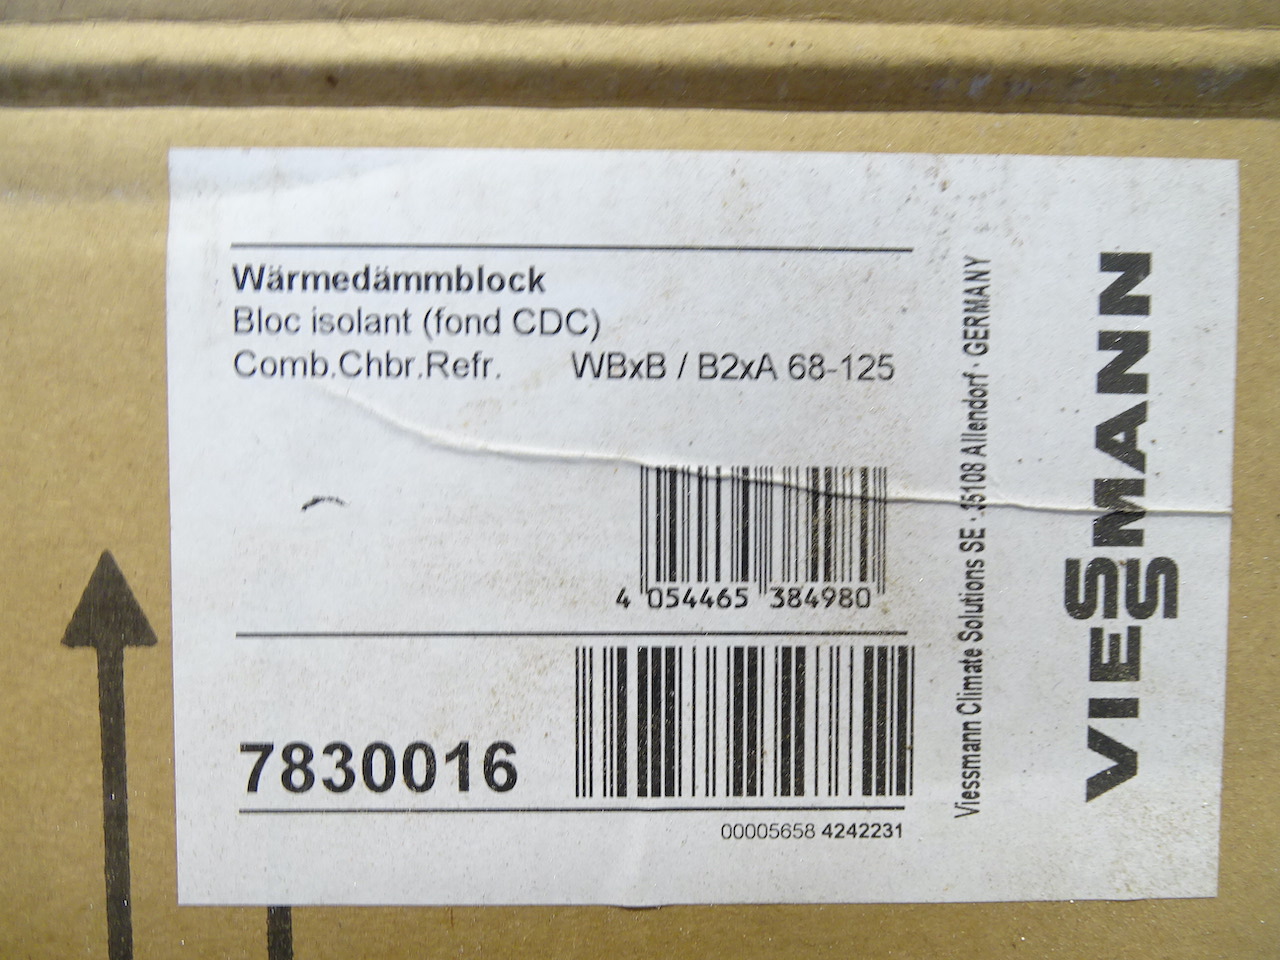 Wärmedämmblock
Bloc isolant (fond CDC)
Comb.Chbr.Refr. WBxB / B2xA 68-125
4 054465 384980
7830016
00005658 4242231
Viessmann Climate Solutions SE · 35108 Allendorf · GERMANY
VIESSMANN